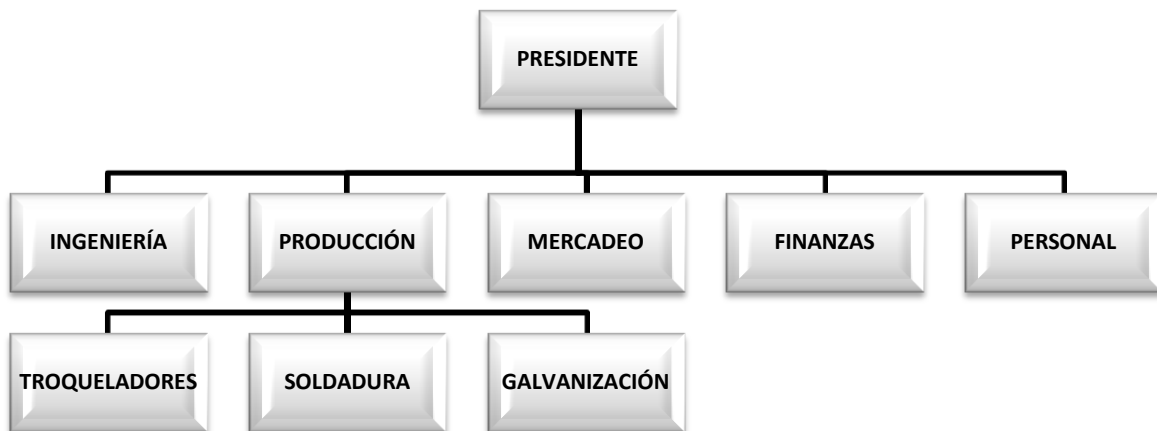 PRESIDENTE
INGENIERÍA
PRODUCCIÓN
MERCADEO
FINANZAS
PERSONAL
TROQUELADORES
SOLDADURA
GALVANIZACIÓN